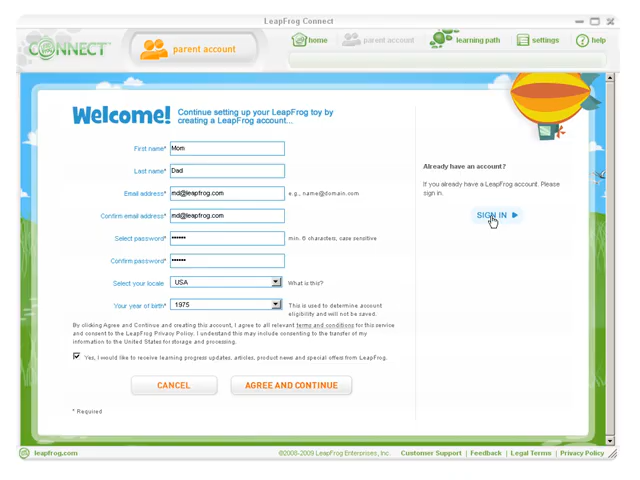 LeapFrog Connect
CONNECT
parent account
home
parent account
learning path
settings
help
Welcome!
Continue setting up your LeapFrog toy by
creating a LeapFrog account...
First name*
Mom
Last name*
Dad
Email address*
md@leapfrog.com
e.g., name@domain.com
Confirm email address*
md@leapfrog.com
Select password*
••••••
min. 6 characters, case sensitive
Confirm password*
••••••
Select your locale
USA
What is this?
Your year of birth*
1975
This is used to determine account
eligibility and will not be saved.
By clicking Agree and Continue and creating this account, I agree to all relevant terms and conditions for this service
and consent to the LeapFrog Privacy Policy. I understand this may include consenting to the transfer of my
information to the United States for storage and processing.
Yes, I would like to receive learning progress updates, articles, product news and special offers from LeapFrog.
CANCEL
AGREE AND CONTINUE
* Required
Already have an account?
If you already have a LeapFrog account. Please
sign in.
SIGN IN
leapfrog.com
©2008-2009 LeapFrog Enterprises, Inc.
Customer Support | Feedback | Legal Terms | Privacy Policy